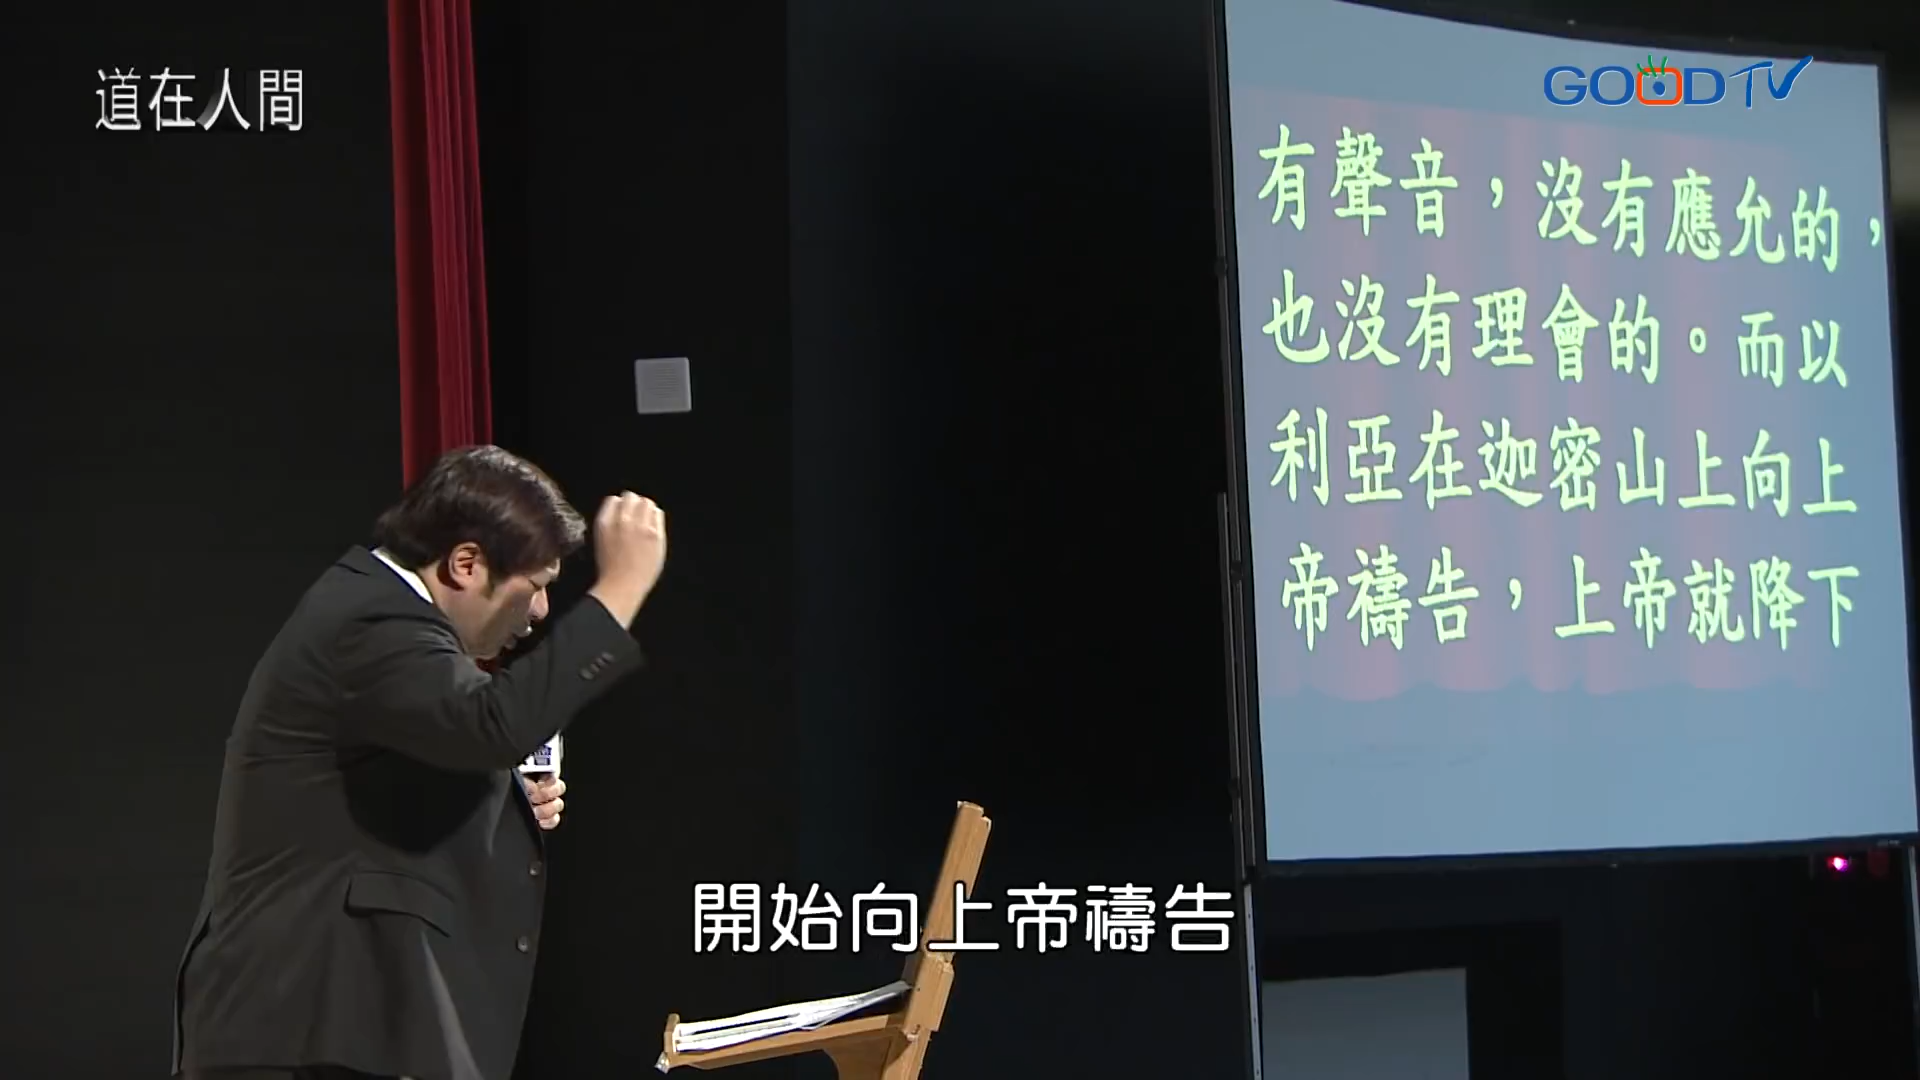 道在人間
GOODTV
有聲音，沒有應允的，
也沒有理會的。而以
利亞在迦密山上向上
帝禱告，上帝就降下
開始向上帝禱告